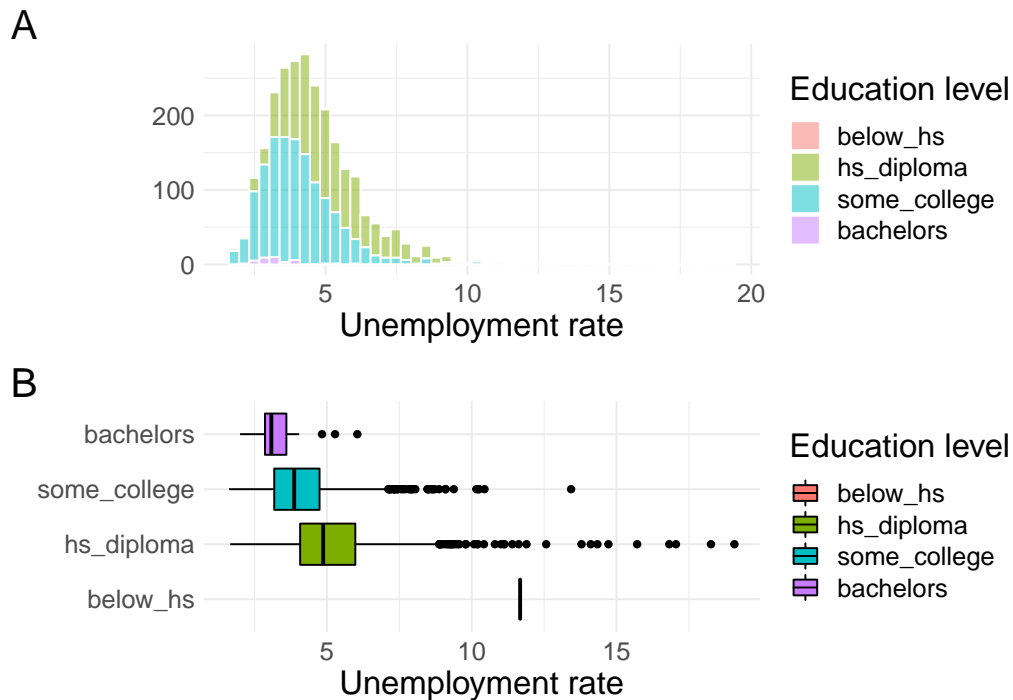 A
200
100
0
5 10 15 20
Unemployment rate
Education level
below_hs
hs_diploma
some_college
bachelors
B
bachelors
some_college
hs_diploma
below_hs
5 10 15
Unemployment rate
Education level
below_hs
hs_diploma
some_college
bachelors